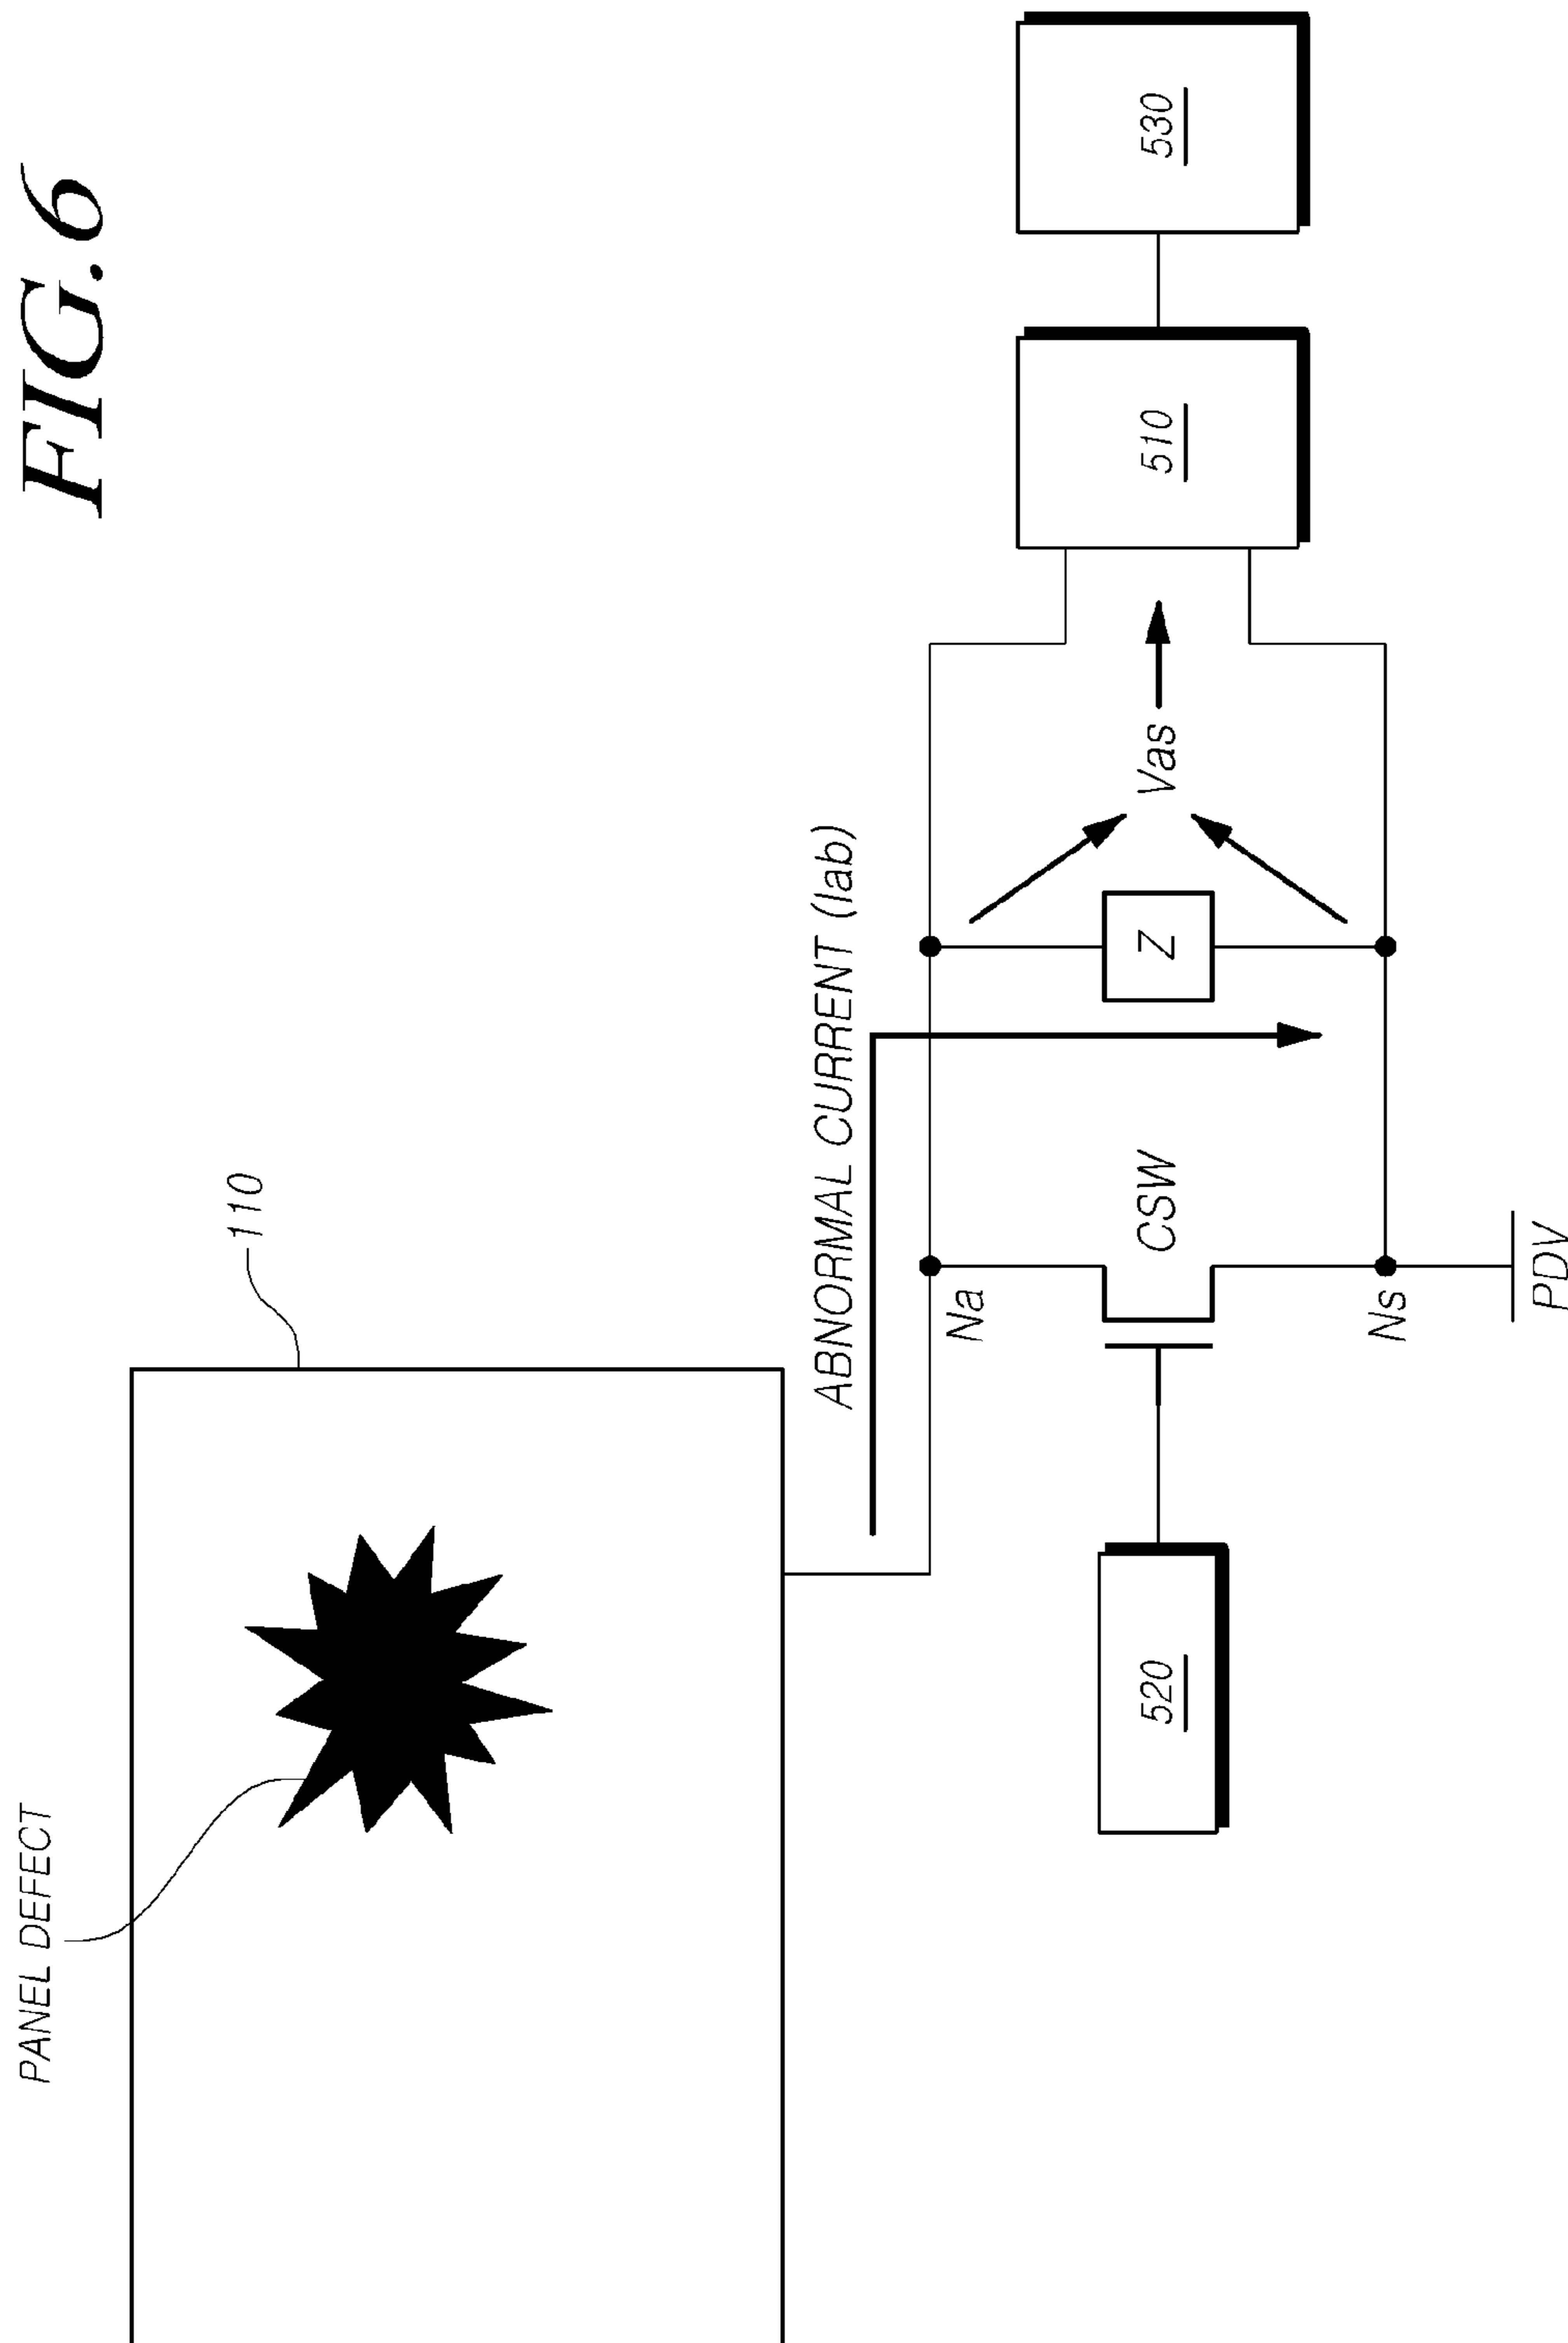 FIG.6
PANEL DEFECT
110
ABNORMAL CURRENT (Iab)
Na
520
CSW
Z
Vas
510
530
Ns
PDV